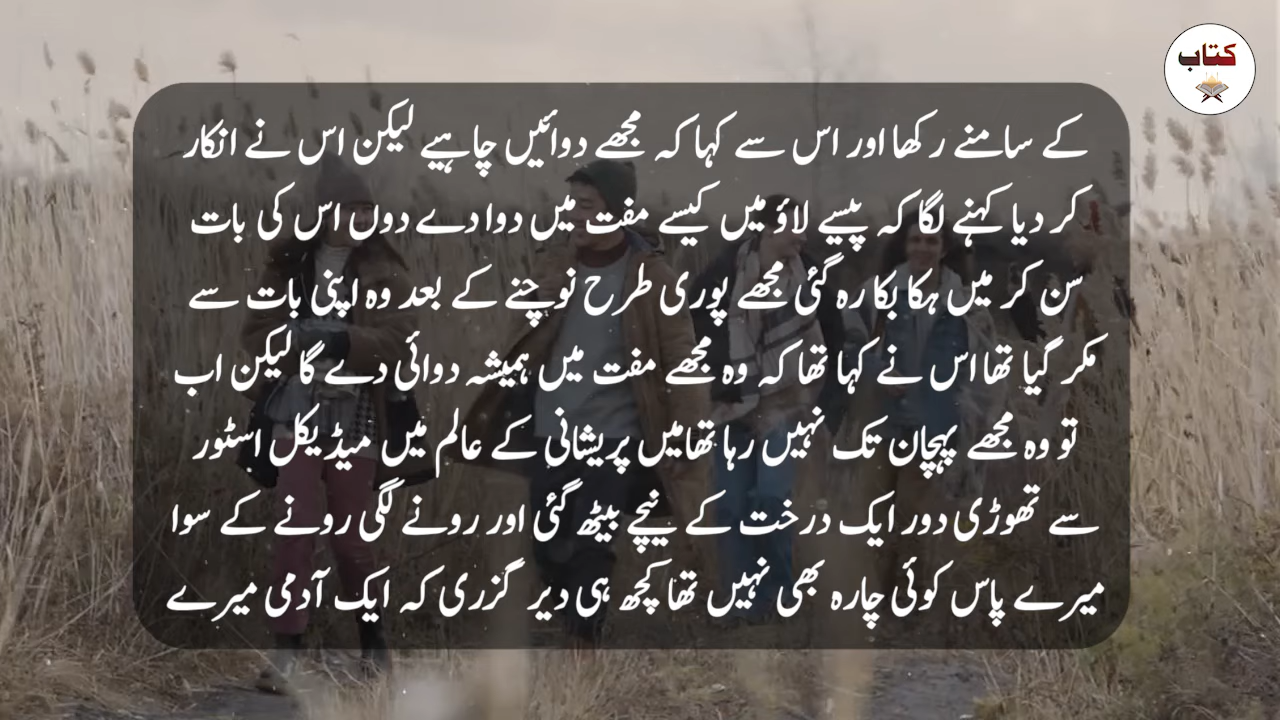 کتاب
کے سامنے رکھا اور اس سے کہا کہ مجھے دوائیں چاہیے لیکن اس نے انکار
کر دیا کہنے لگا کہ پیسے لاؤ میں کیسے مفت میں دوا دے دوں اس کی بات
سن کر میں ہکا بکا رہ گئی مجھے پوری طرح نوچنے کے بعد وہ اپنی بات سے
مکر گیا تھا اس نے کہا تھا کہ وہ مجھے مفت میں ہمیشہ دوائی دے گا لیکن اب
تو وہ مجھے پہچان تک نہیں رہا تھامیں پریشانی کے عالم میں میڈیکل اسٹور
سے تھوڑی دور ایک درخت کے نیچے بیٹھ گئی اور رونے لگی رونے کے سوا
میرے پاس کوئی چارہ بھی نہیں تھا کچھ ہی دیر گزری کہ ایک آدمی میرے